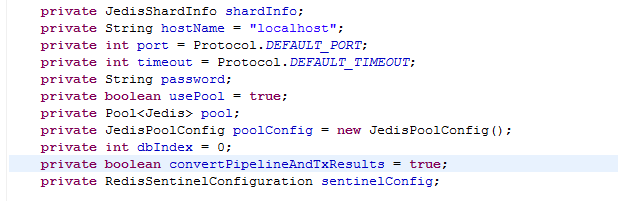 private JedisShardInfo shardInfo;
private String hostName = "localhost";
private int port = Protocol.DEFAULT_PORT;
private int timeout = Protocol.DEFAULT_TIMEOUT;
private String password;
private boolean usePool = true;
private Pool<Jedis> pool;
private JedisPoolConfig poolConfig = new JedisPoolConfig();
private int dbIndex = 0;
private boolean convertPipelineAndTxResults = true;
private RedisSentinelConfiguration sentinelConfig;